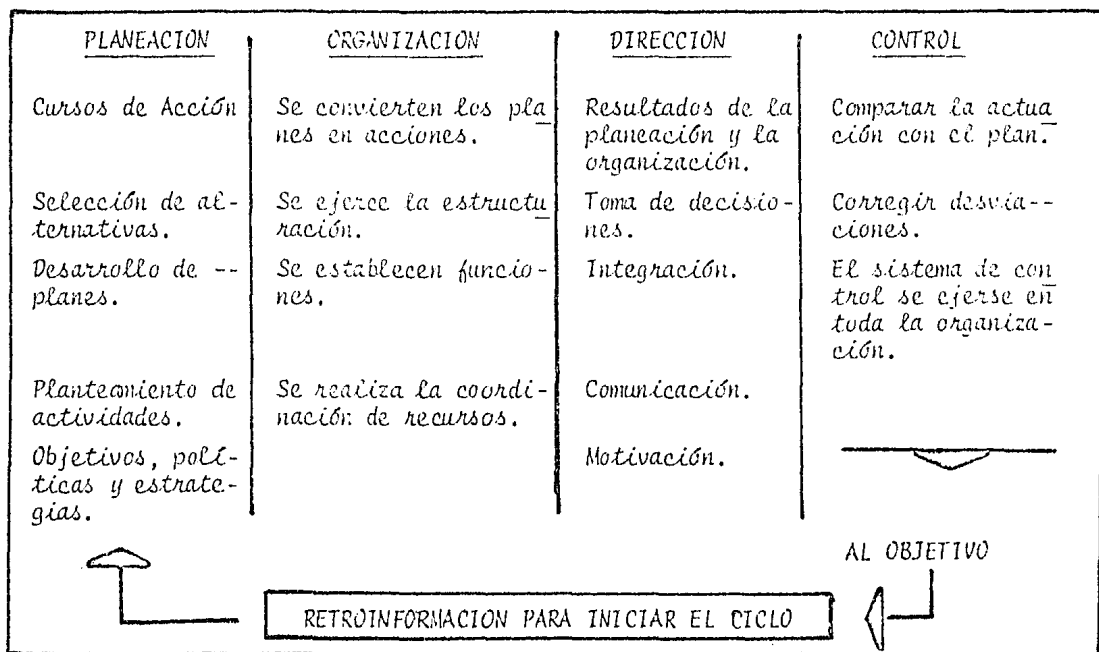 PLANEACION
Cursos de Acción
Selección de al-
ternativas.
Desarrollo de --
planes.
Planteamiento de
actividades.
Objetivos, polí-
ticas y estrate-
gias.
ORGANIZACION
Se convierten los pla
nes en acciones.
Se ejerce la estructu
ración.
Se establecen funcio-
nes.
Se realiza la coordi-
nación de recursos.
DIRECCION
Resultados de la
planeación y la
organización.
Toma de decisio-
nes.
Integración.
Comunicación.
Motivación.
CONTROL
Comparar la actua
ción con el plan.
Corregir desvia--
ciones.
El sistema de con
trol se ejerse en
toda la organiza-
ción.
AL OBJETIVO
RETROINFORMACION PARA INICIAR EL CICLO